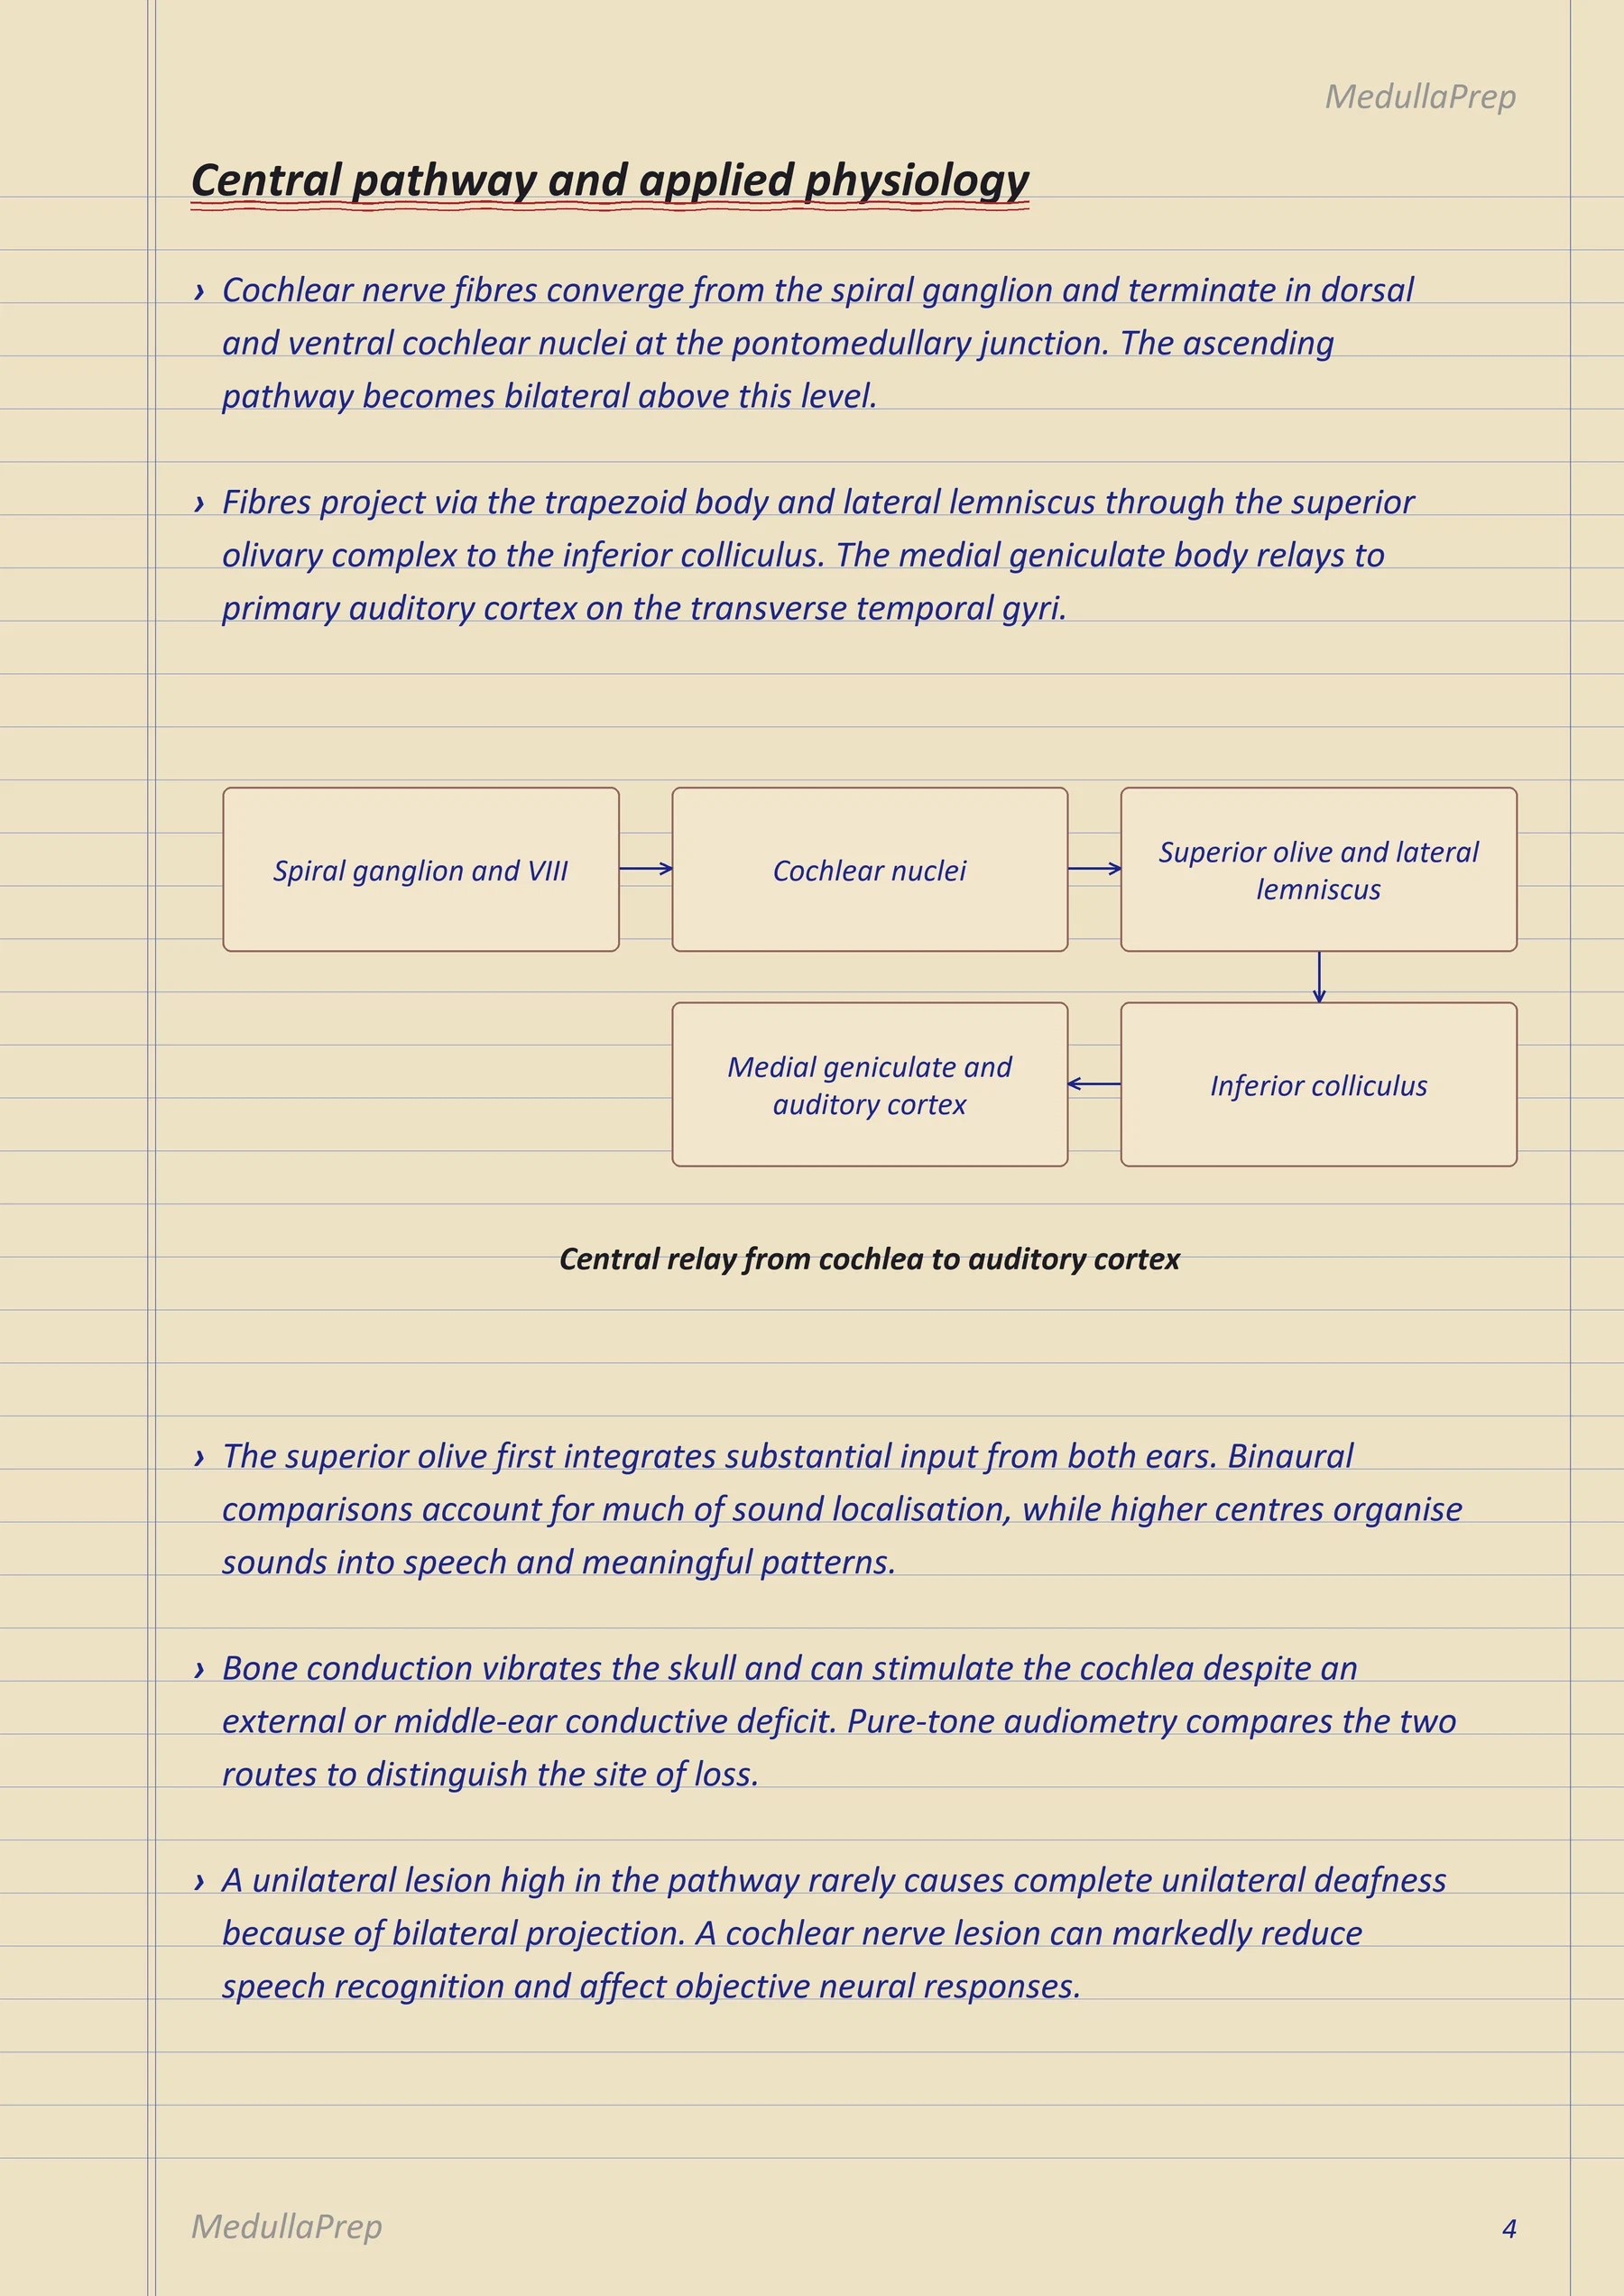 MedullaPrep
Central pathway and applied physiology
› Cochlear nerve fibres converge from the spiral ganglion and terminate in dorsal
and ventral cochlear nuclei at the pontomedullary junction. The ascending
pathway becomes bilateral above this level.
› Fibres project via the trapezoid body and lateral lemniscus through the superior
olivary complex to the inferior colliculus. The medial geniculate body relays to
primary auditory cortex on the transverse temporal gyri.
Spiral ganglion and VIII
Cochlear nuclei
Superior olive and lateral
lemniscus
Medial geniculate and
auditory cortex
Inferior colliculus
Central relay from cochlea to auditory cortex
› The superior olive first integrates substantial input from both ears. Binaural
comparisons account for much of sound localisation, while higher centres organise
sounds into speech and meaningful patterns.
› Bone conduction vibrates the skull and can stimulate the cochlea despite an
external or middle-ear conductive deficit. Pure-tone audiometry compares the two
routes to distinguish the site of loss.
› A unilateral lesion high in the pathway rarely causes complete unilateral deafness
because of bilateral projection. A cochlear nerve lesion can markedly reduce
speech recognition and affect objective neural responses.
MedullaPrep
4